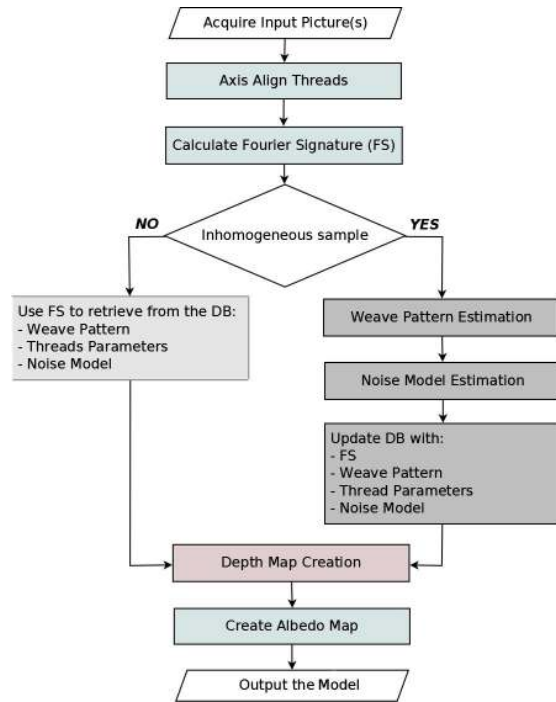 Acquire Input Picture(s)
Axis Align Threads
Calculate Fourier Signature (FS)
NO
YES
Inhomogeneous sample
Use FS to retrieve from the DB:
- Weave Pattern
- Threads Parameters
- Noise Model
Weave Pattern Estimation
Noise Model Estimation
Update DB with:
- FS
- Weave Pattern
- Thread Parameters
- Noise Model
Depth Map Creation
Create Albedo Map
Output the Model